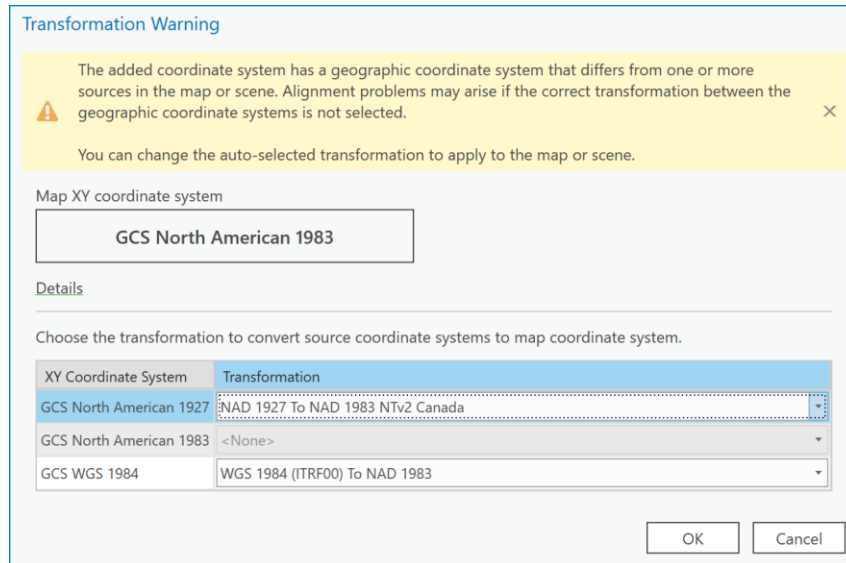 Transformation Warning
The added coordinate system has a geographic coordinate system that differs from one or more
sources in the map or scene. Alignment problems may arise if the correct transformation between the
geographic coordinate systems is not selected.
You can change the auto-selected transformation to apply to the map or scene.
Map XY coordinate system
GCS North American 1983
Details
Choose the transformation to convert source coordinate systems to map coordinate system.
XY Coordinate System Transformation
GCS North American 1927 NAD 1927 To NAD 1983 NTv2 Canada
GCS North American 1983 <None>
GCS WGS 1984 WGS 1984 (ITRF00) To NAD 1983
OK Cancel